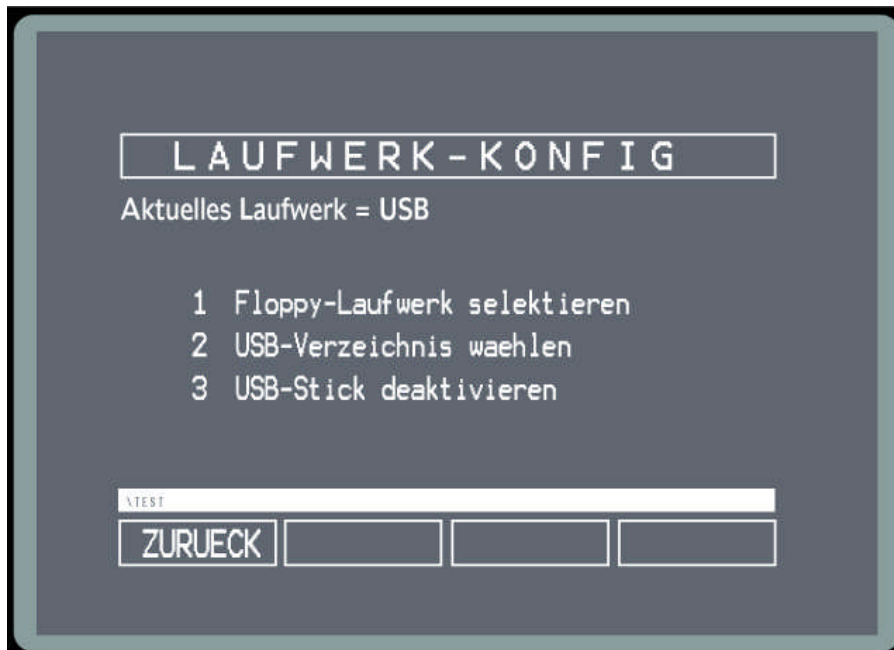 LAUFWERK-KONFIG
Aktuelles Laufwerk = USB
1 Floppy-Laufwerk selektieren
2 USB-Verzeichnis waehlen
3 USB-Stick deaktivieren
\TEST
ZURUECK